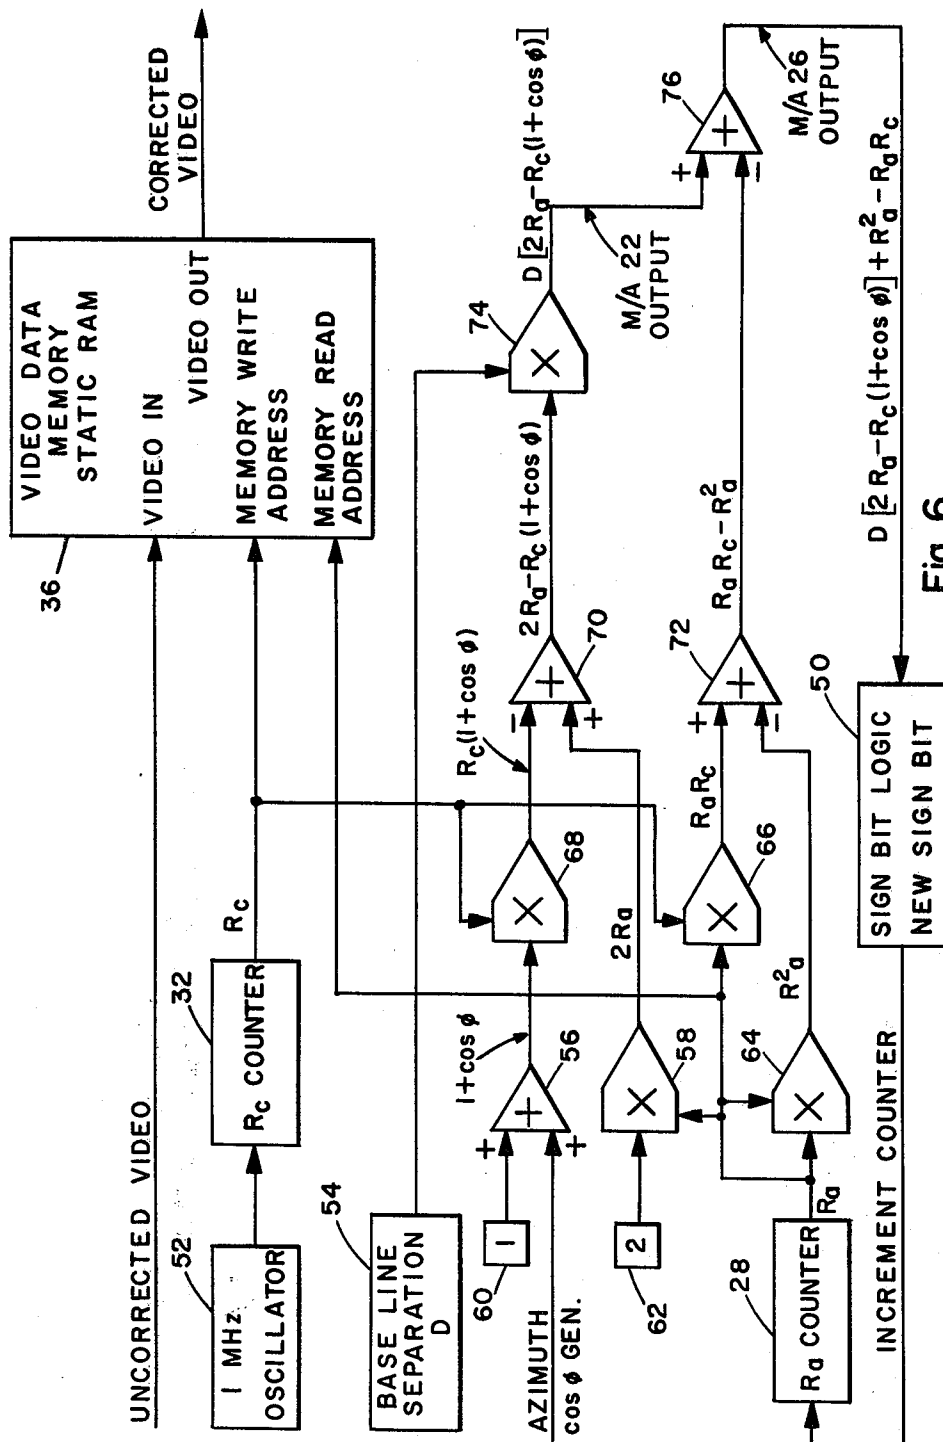 UNCORRECTED VIDEO
52
1 MHz
OSCILLATOR
32
Rc COUNTER
Rc
36
VIDEO DATA
MEMORY
STATIC RAM
VIDEO IN
VIDEO OUT
MEMORY WRITE
ADDRESS
MEMORY READ
ADDRESS
CORRECTED
VIDEO
54
BASE LINE
SEPARATION
D
60
1
+
+
+
56
1+cos ϕ
×
68
Rc(1+cos ϕ)
−
+
+
70
2Ra−Rc(1+cos ϕ)
×
74
D[2Ra−Rc(1+cos ϕ)]
M/A 22
OUTPUT
AZIMUTH
cos ϕ GEN.
62
2
×
58
2Ra
×
66
RaRc
+
+
−
72
RaRc−R²a
+
+
−
76
M/A 26
OUTPUT
28
Ra COUNTER
Ra
×
64
R²a
INCREMENT COUNTER
50
SIGN BIT LOGIC
NEW SIGN BIT
D[2Ra−Rc(1+cos ϕ)]+R²a−RaRc
Fig. 6